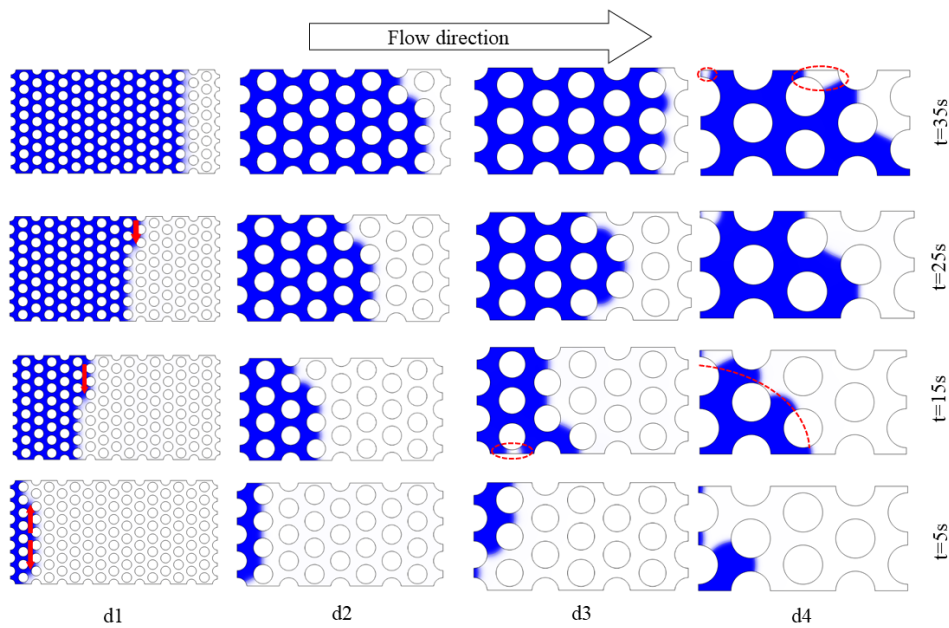 Flow direction
t=35s
t=25s
t=15s
t=5s
d1
d2
d3
d4